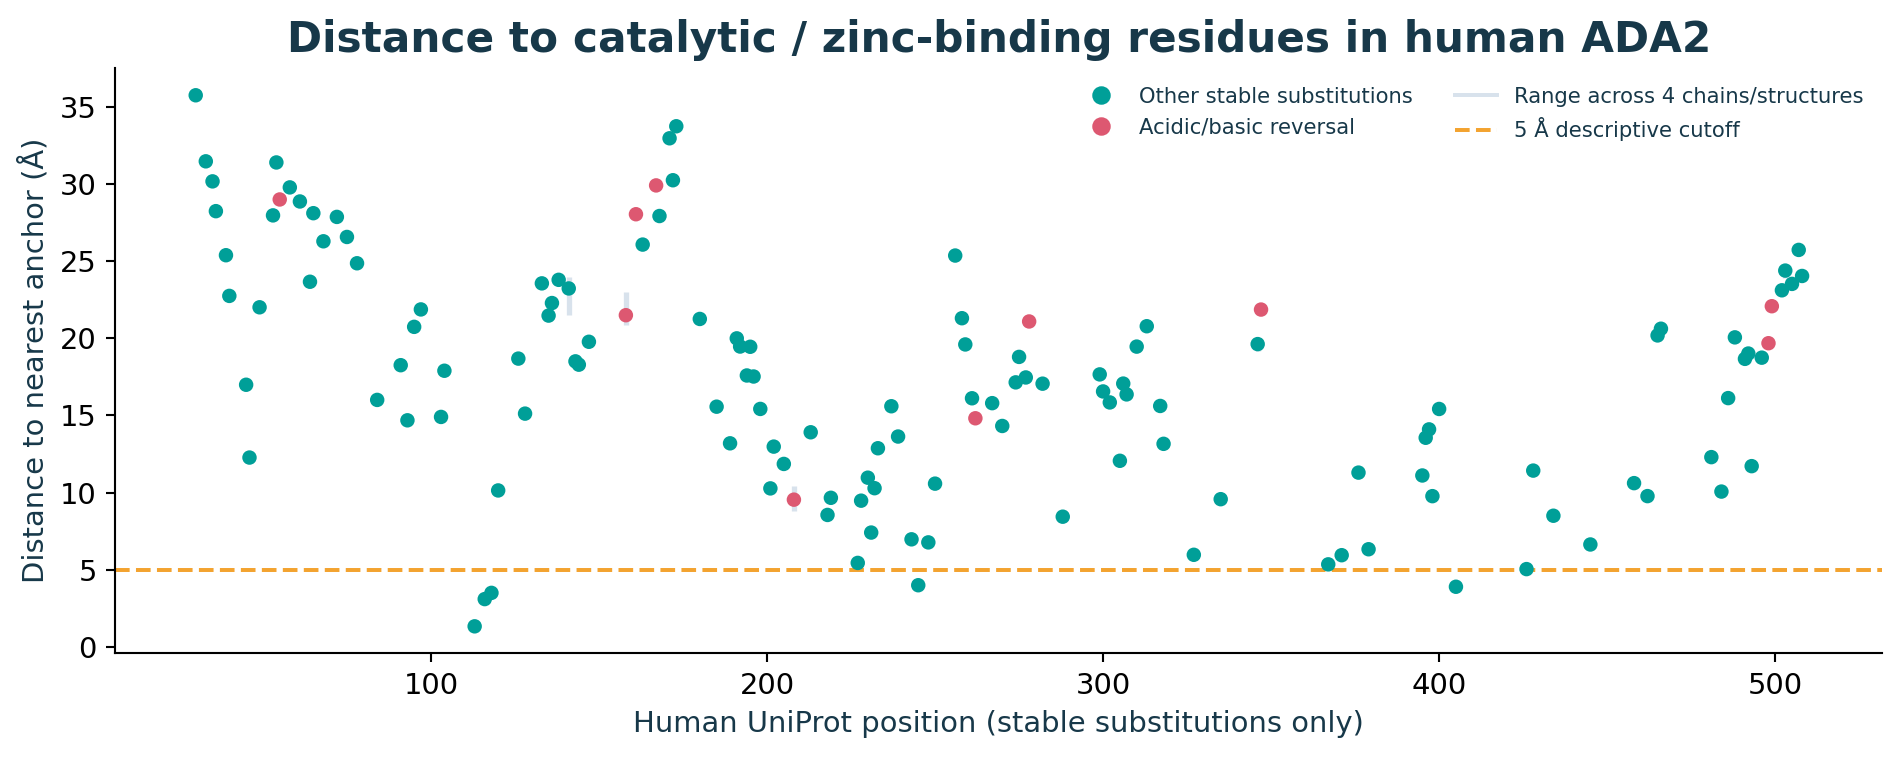 Distance to catalytic / zinc-binding residues in human ADA2
Other stable substitutions
Acidic/basic reversal
Range across 4 chains/structures
5 Å descriptive cutoff
Distance to nearest anchor (Å)
35
30
25
20
15
10
5
0
100
200
300
400
500
Human UniProt position (stable substitutions only)